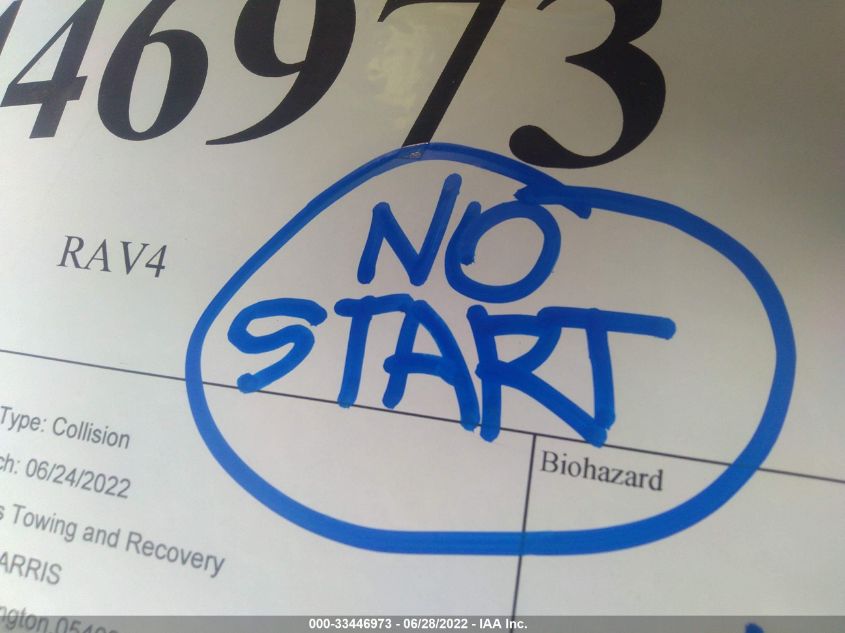 46973
NO
START
RAV4
Type: Collision
ch: 06/24/2022
s Towing and Recovery
ARRIS
Biohazard
000-33446973 - 06/28/2022 - IAA Inc.